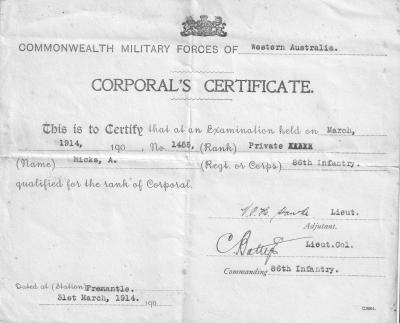 COMMONWEALTH MILITARY FORCES OF Western Australia.
CORPORAL'S CERTIFICATE.
This is to Certify that at an Examination held on March,
1914, 190 , No. 1455, (Rank) Private XXXXX
(Name) Hicks, A. (Regt. or Corps) 86th Infantry.
qualified for the rank of Corporal.
Lieut.
Adjutant.
Lieut.Col.
Commanding 86th Infantry.
Dated at (Station) Fremantle.
31st March, 1914. 190